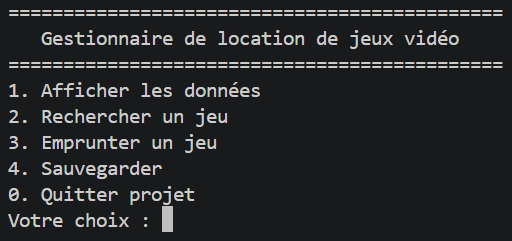 =============================================
Gestionnaire de location de jeux vidéo
=============================================
1. Afficher les données
2. Rechercher un jeu
3. Emprunter un jeu
4. Sauvegarder
0. Quitter projet
Votre choix :